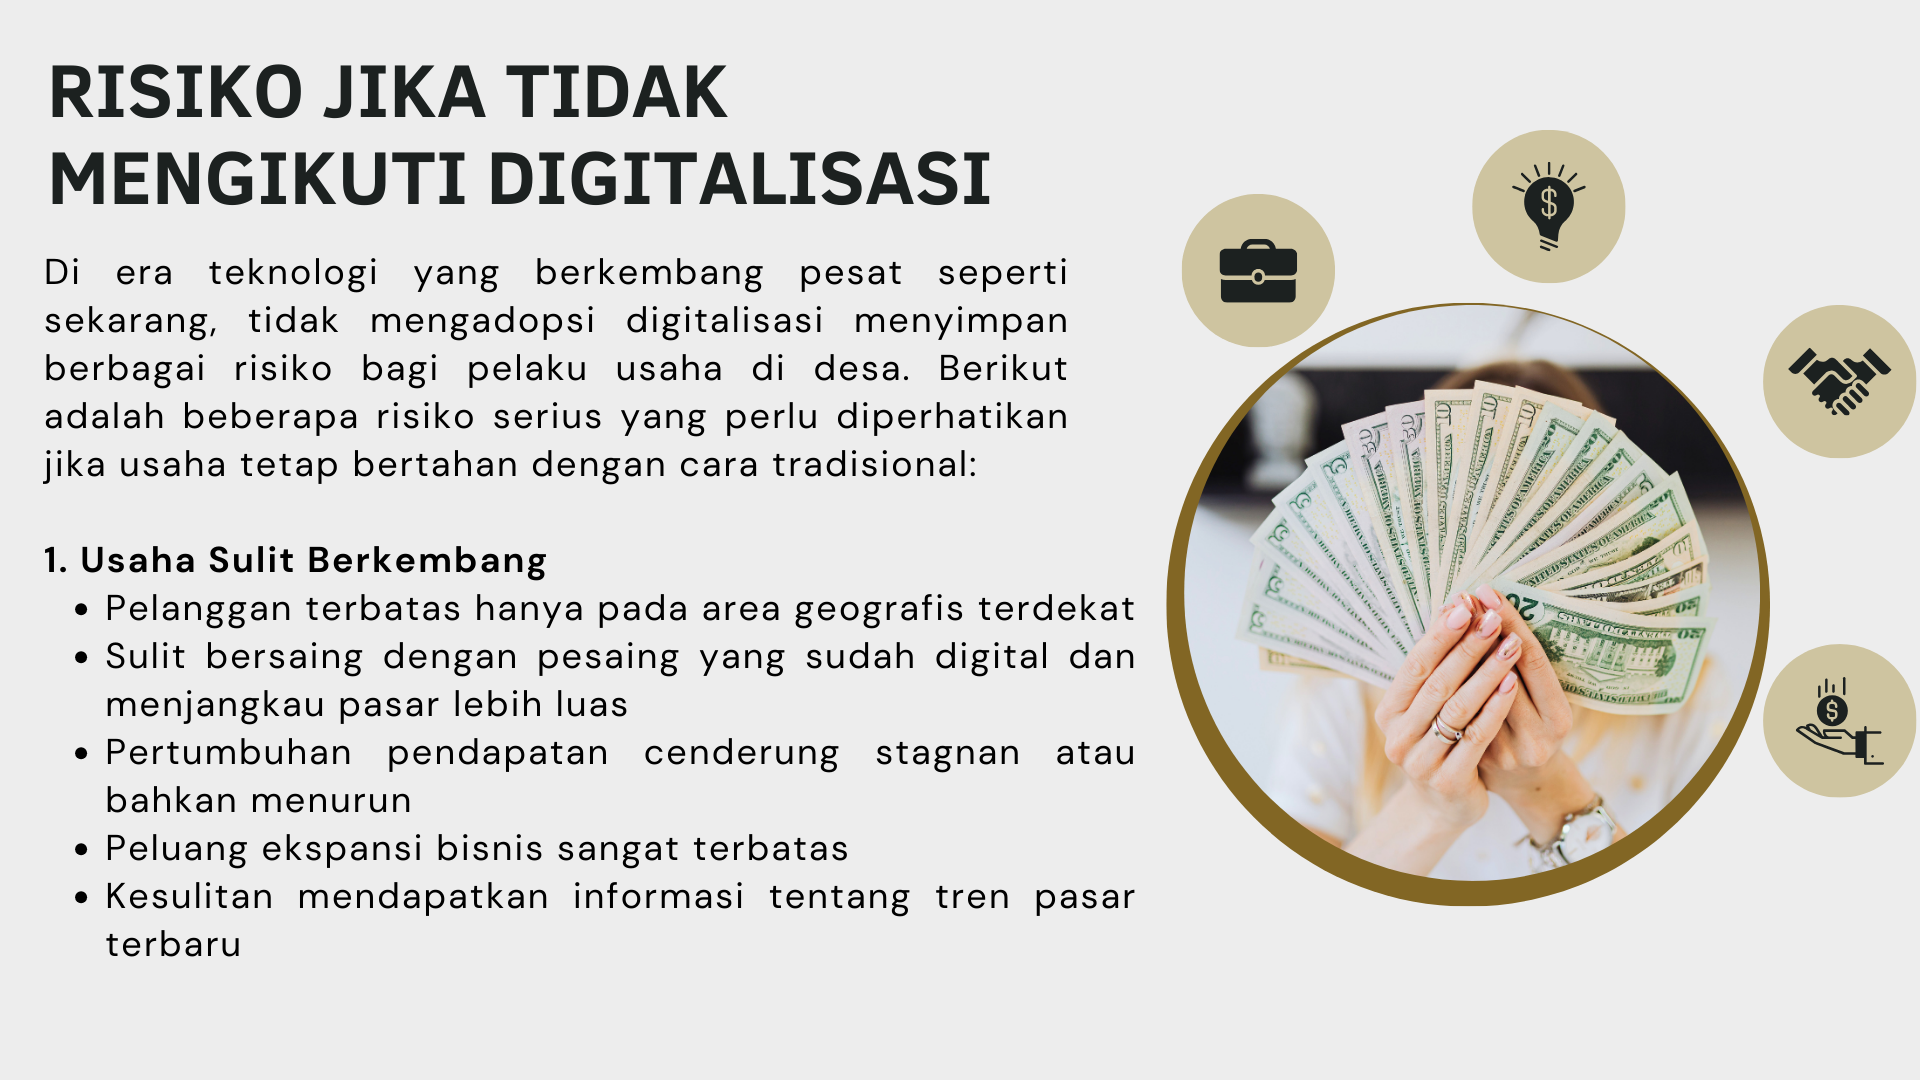 RISIKO JIKA TIDAK
MENGIKUTI DIGITALISASI
Di era teknologi yang berkembang pesat seperti
sekarang, tidak mengadopsi digitalisasi menyimpan
berbagai risiko bagi pelaku usaha di desa. Berikut
adalah beberapa risiko serius yang perlu diperhatikan
jika usaha tetap bertahan dengan cara tradisional:
1. Usaha Sulit Berkembang
• Pelanggan terbatas hanya pada area geografis terdekat
• Sulit bersaing dengan pesaing yang sudah digital dan
menjangkau pasar lebih luas
• Pertumbuhan pendapatan cenderung stagnan atau
bahkan menurun
• Peluang ekspansi bisnis sangat terbatas
• Kesulitan mendapatkan informasi tentang tren pasar
terbaru